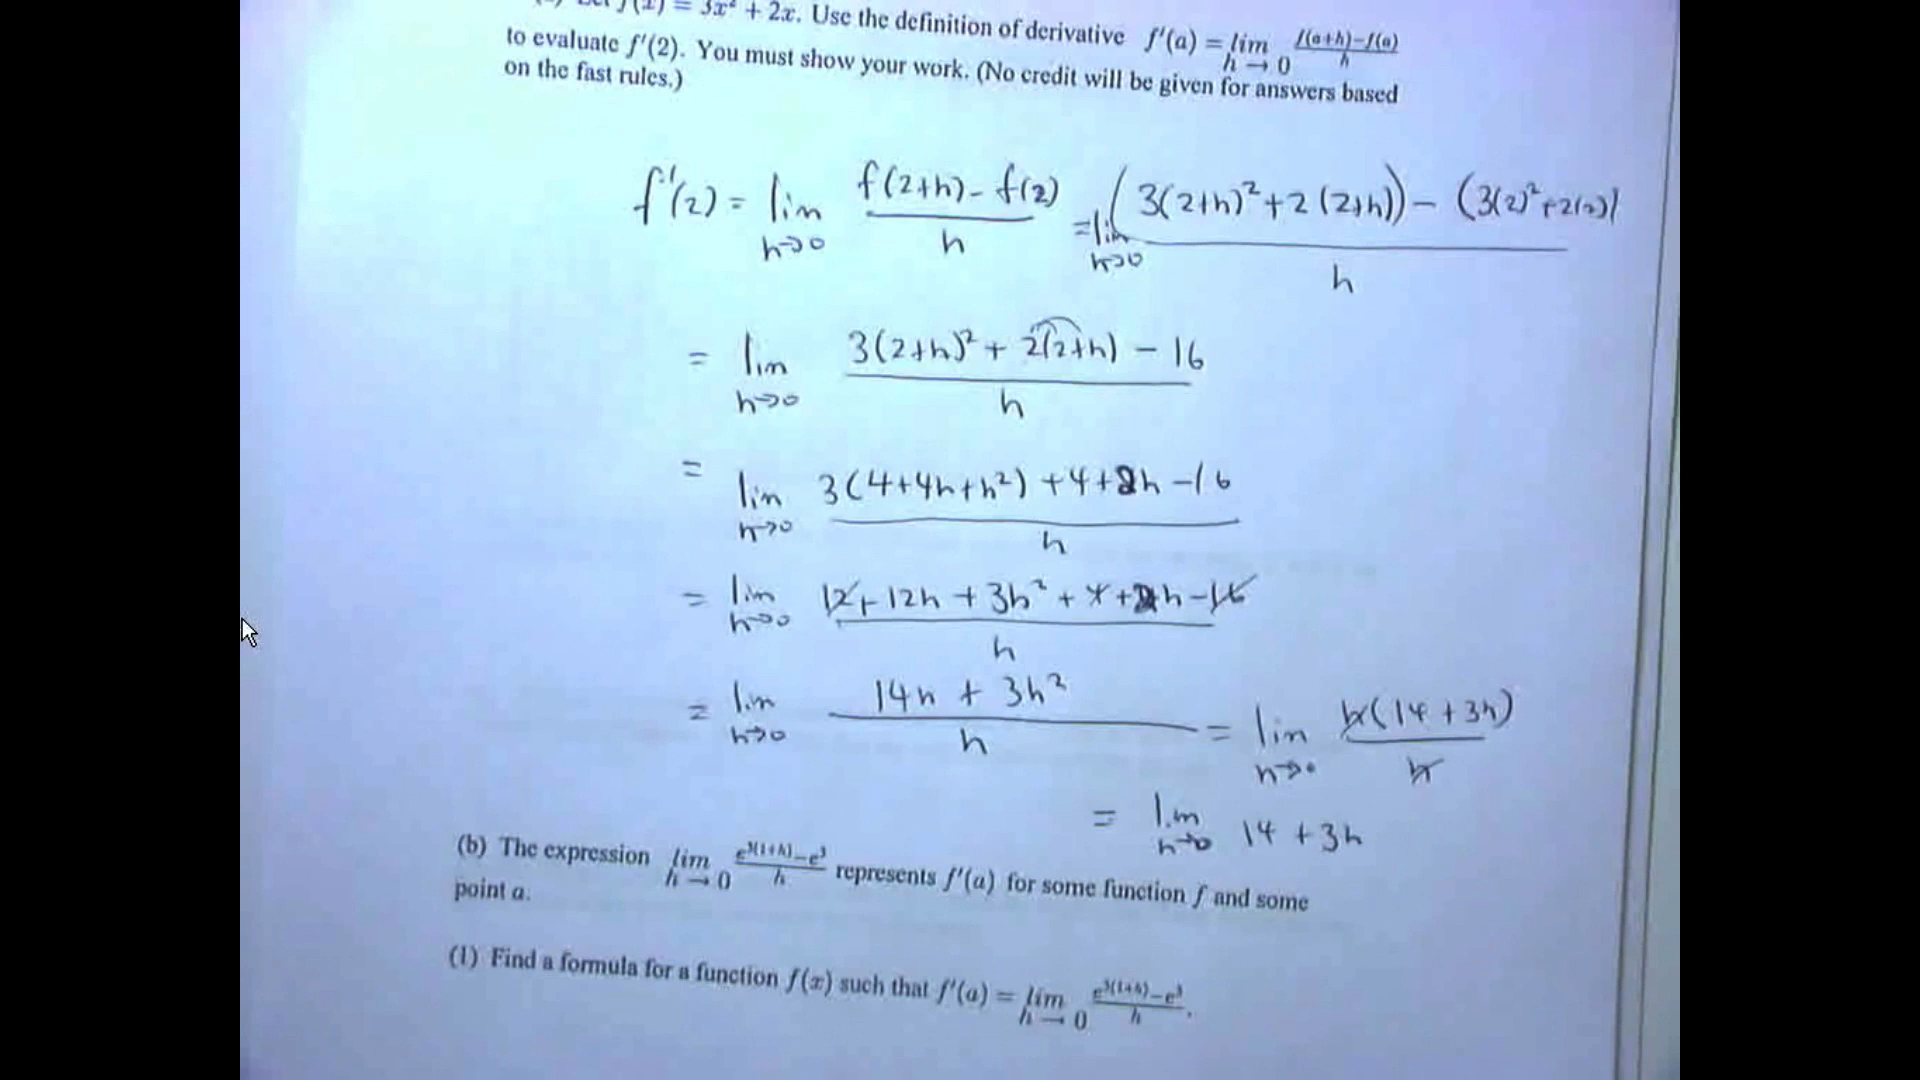 Let f(x) = 3x² + 2x. Use the definition of derivative f'(a) = lim h → 0 f(a+h)−f(a) / h
to evaluate f'(2). You must show your work. (No credit will be given for answers based
on the fast rules.)
f'(2) = lim h→0 f(2+h) - f(2) / h = lim h→0 (3(2+h)² + 2(2+h)) - (3(2)² + 2(2)) / h
= lim h→0 3(2+h)² + 2(2+h) - 16 / h
= lim h→0 3(4+4h+h²) +4+2h -16 / h
= lim h→0 12+12h + 3h² + 4 +2h -16 / h
= lim h→0 14h + 3h² / h = lim h→0 h(14 + 3h) / h
= lim h→0 14 + 3h
(b) The expression lim h → 0 e^3(1+h)−e^3 / h represents f'(a) for some function f and some
point a.
(1) Find a formula for a function f(x) such that f'(a) = lim h → 0 e^3(1+h)−e^3 / h .